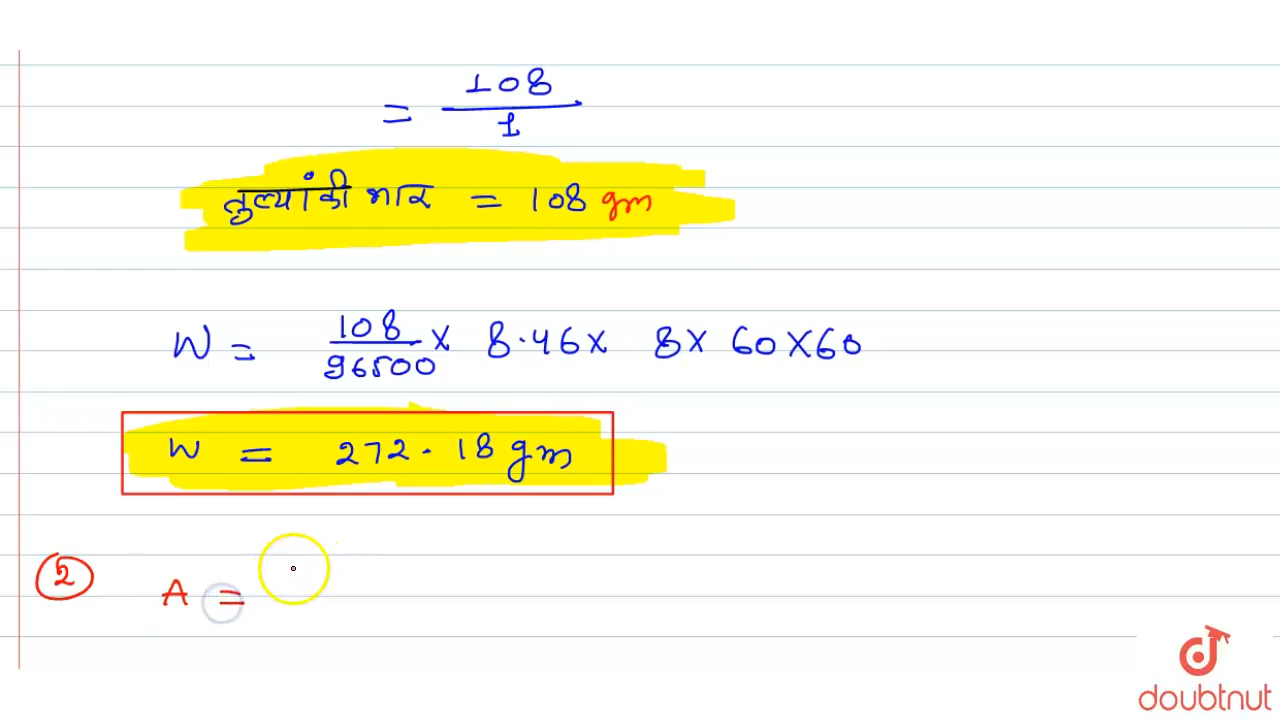 = 108/1
तुल्यांकी भार = 108 gm
W = 108/96500 × 8.46 × 8 × 60 × 60
W = 272.18 gm
2 A =
doubtnut